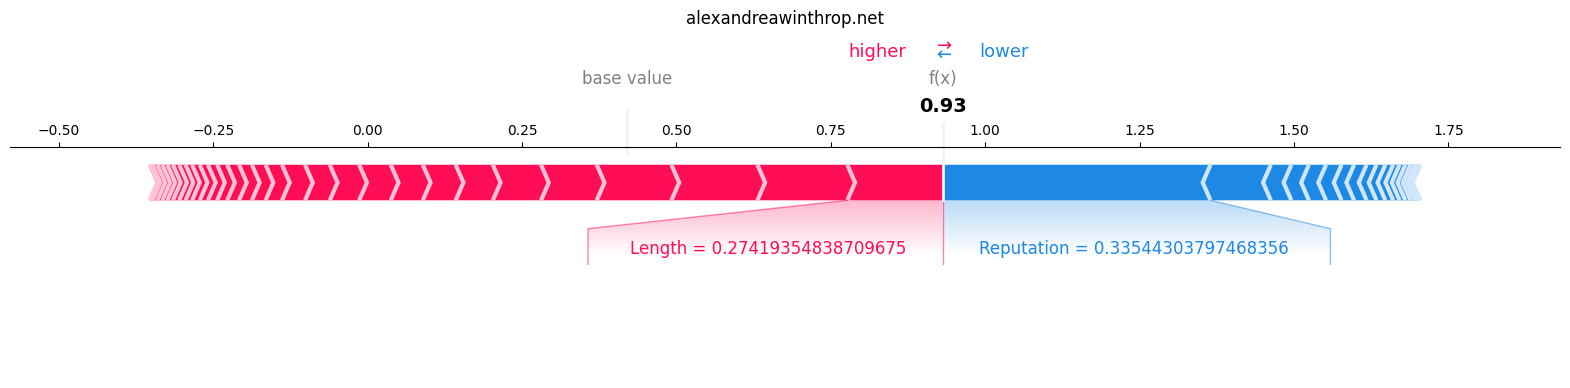 alexandreawinthrop.net
higher ⇄ lower
base value f(x)
0.93
−0.50 −0.25 0.00 0.25 0.50 0.75 1.00 1.25 1.50 1.75
Length = 0.27419354838709675 Reputation = 0.33544303797468356